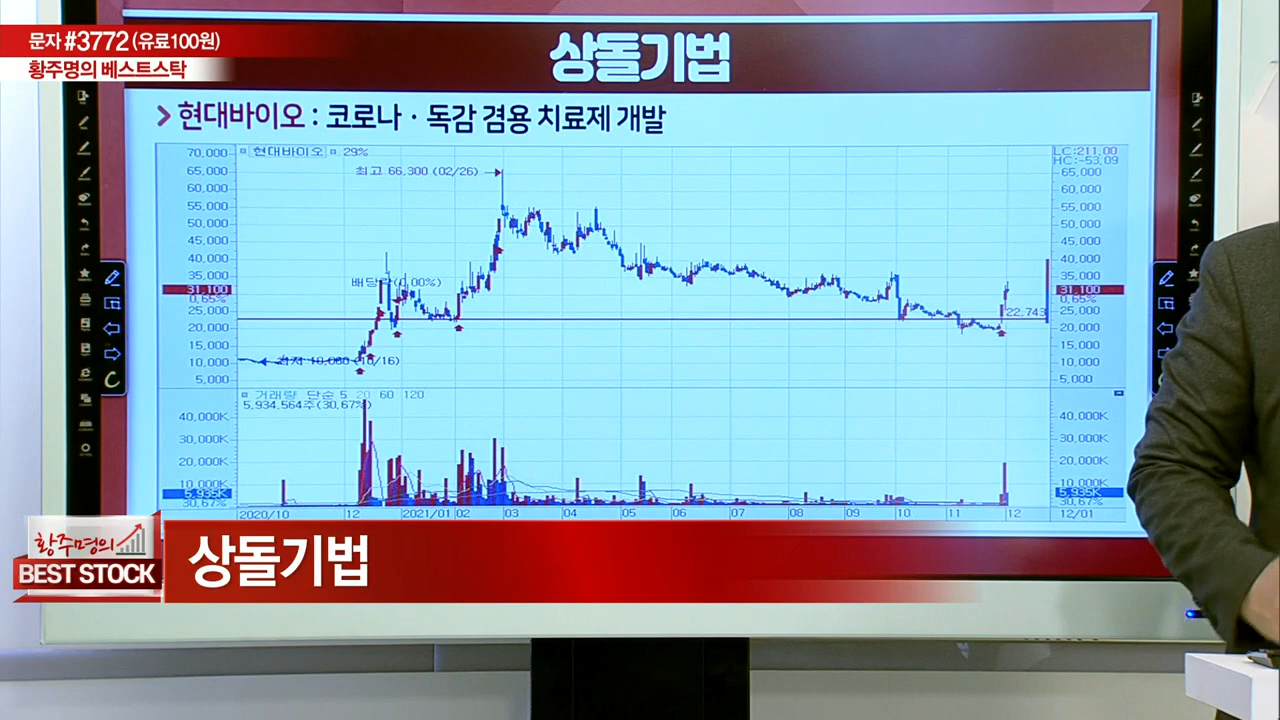 문자 #3772 (유료100원)
황주명의 베스트스탁
상돌기법
현대바이오 : 코로나 · 독감 겸용 치료제 개발
현대바이오 29%
LC:211,00
HC:-53,09
최고 66,300 (02/26)
70,000
65,000
60,000
55,000
50,000
45,000
40,000
35,000
31,100
0,65%
25,000
20,000
15,000
10,000
5,000
65,000
60,000
55,000
50,000
45,000
40,000
35,000
31,100
0,65%
25,000
20,000
15,000
10,000
5,000
22,743
거래량 단순 5 20 60 120
5,934,564주(30,67%)
40,000K
30,000K
20,000K
10,000K
5,935K
30,67%
40,000K
30,000K
20,000K
10,000K
5,935K
30,67%
2020/10 12 2021/01 02 03 04 05 06 07 08 09 10 11 12 12/01
황주명의
BEST STOCK
상돌기법